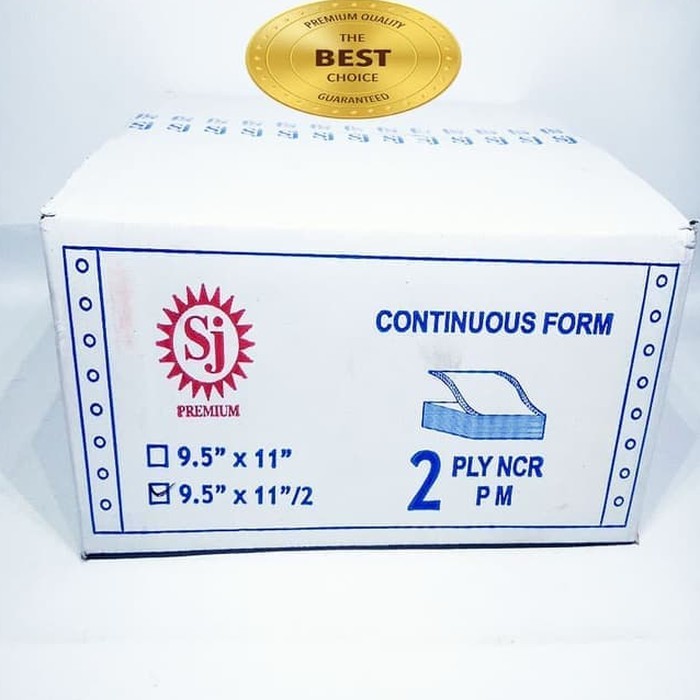 PREMIUM QUALITY
THE
BEST
CHOICE
GUARANTEED
Sj
PREMIUM
CONTINUOUS FORM
9.5” x 11”
9.5” x 11”/2
2 PLY NCR
P M